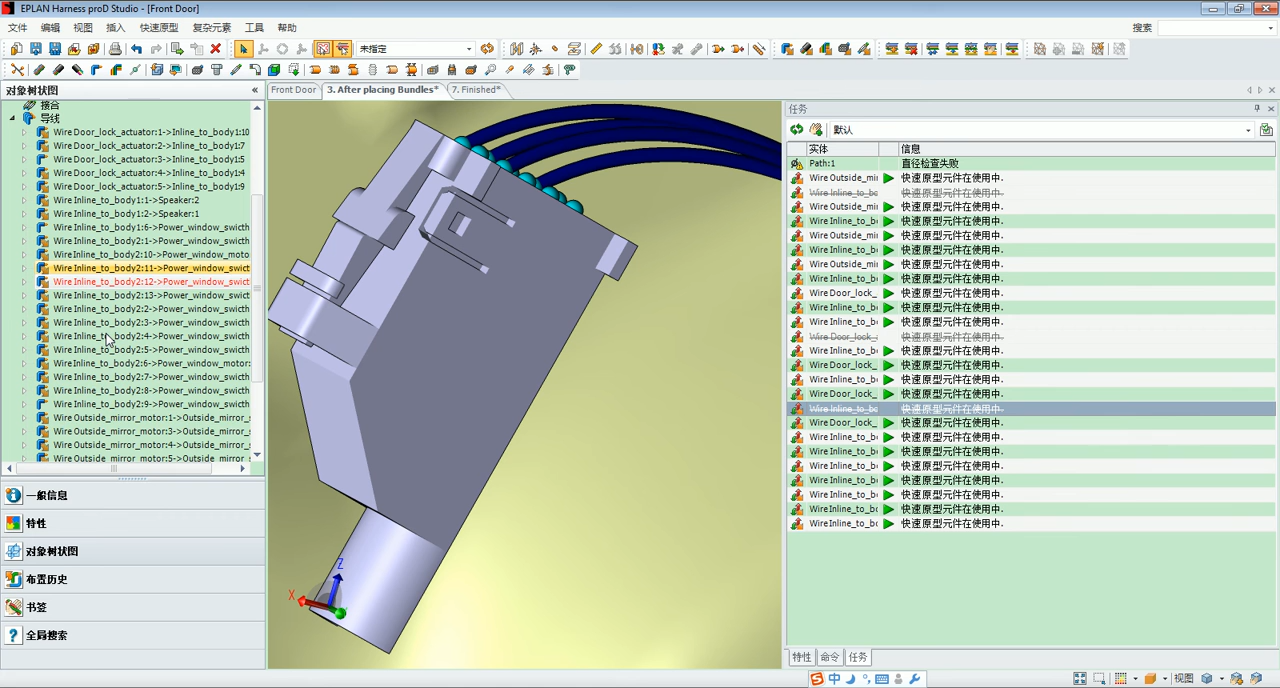 EPLAN Harness proD Studio - [Front Door]
文件 编辑 视图 插入 快速原型 复杂元素 工具 帮助 搜索
未指定
对象树状图 «
Front Door 3. After placing Bundles* 7. Finished*
接合
导线
Wire Door_lock_actuator:1->Inline_to_body1:10
Wire Door_lock_actuator:2->Inline_to_body1:7
Wire Door_lock_actuator:3->Inline_to_body1:5
Wire Door_lock_actuator:4->Inline_to_body1:4
Wire Door_lock_actuator:5->Inline_to_body1:9
Wire Inline_to_body1:1->Speaker:2
Wire Inline_to_body1:2->Speaker:1
Wire Inline_to_body1:6->Power_window_swicth
Wire Inline_to_body2:1->Power_window_swicth
Wire Inline_to_body2:10->Power_window_moto
Wire Inline_to_body2:11->Power_window_swict
Wire Inline_to_body2:12->Power_window_swict
Wire Inline_to_body2:13->Power_window_swict
Wire Inline_to_body2:2->Power_window_swicth
Wire Inline_to_body2:3->Power_window_swicth
Wire Inline_to_body2:4->Power_window_swicth
Wire Inline_to_body2:5->Power_window_swicth
Wire Inline_to_body2:6->Power_window_motor:
Wire Inline_to_body2:7->Power_window_swicth
Wire Inline_to_body2:8->Power_window_swicth
Wire Inline_to_body2:9->Power_window_swicth
Wire Outside_mirror_motor:1->Outside_mirror_s
Wire Outside_mirror_motor:3->Outside_mirror_s
Wire Outside_mirror_motor:4->Outside_mirror_s
Wire Outside_mirror_motor:5->Outside_mirror_s
一般信息
特性
对象树状图
布置历史
书签
全局搜索
Z
X
任务
默认
实体 信息
Path:1 直径检查失败
Wire Outside_mir 快速原型元件在使用中.
Wire Inline_to_bo 快速原型元件在使用中.
Wire Outside_mir 快速原型元件在使用中.
Wire Inline_to_bo 快速原型元件在使用中.
Wire Outside_mir 快速原型元件在使用中.
Wire Inline_to_bo 快速原型元件在使用中.
Wire Outside_mir 快速原型元件在使用中.
Wire Inline_to_bo 快速原型元件在使用中.
Wire Door_lock_ 快速原型元件在使用中.
Wire Inline_to_bo 快速原型元件在使用中.
Wire Inline_to_bo 快速原型元件在使用中.
Wire Door_lock_ 快速原型元件在使用中.
Wire Inline_to_bo 快速原型元件在使用中.
Wire Door_lock_ 快速原型元件在使用中.
Wire Inline_to_bo 快速原型元件在使用中.
Wire Door_lock_ 快速原型元件在使用中.
Wire Inline_to_bo 快速原型元件在使用中.
Wire Door_lock_ 快速原型元件在使用中.
Wire Inline_to_bo 快速原型元件在使用中.
Wire Inline_to_bo 快速原型元件在使用中.
Wire Inline_to_bo 快速原型元件在使用中.
Wire Inline_to_bo 快速原型元件在使用中.
Wire Inline_to_bo 快速原型元件在使用中.
Wire Inline_to_bo 快速原型元件在使用中.
Wire Inline_to_bo 快速原型元件在使用中.
特性 命令 任务
中 视图